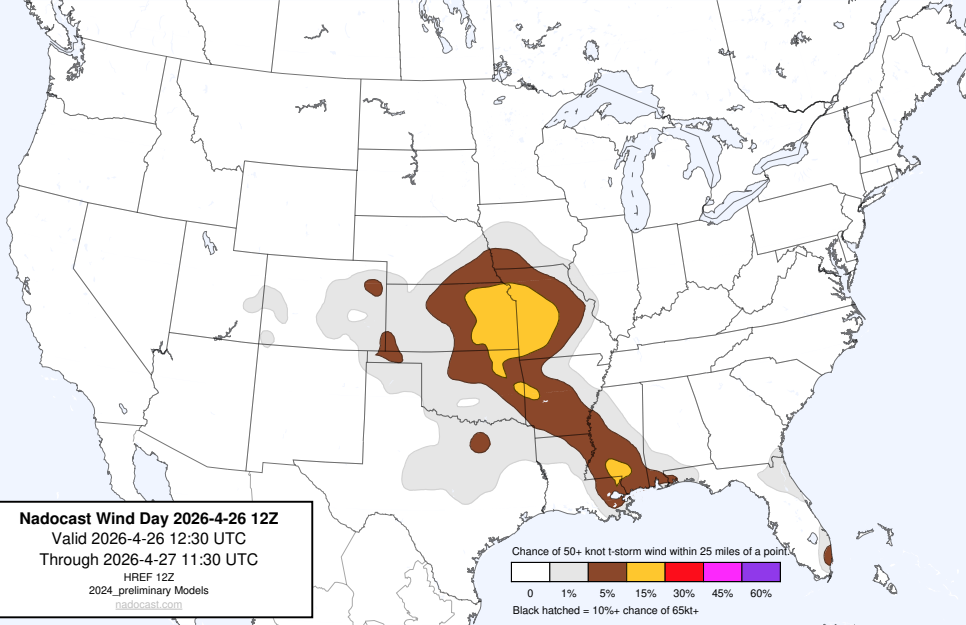 Nadocast Wind Day 2026-4-26 12Z
Valid 2026-4-26 12:30 UTC
Through 2026-4-27 11:30 UTC
HREF 12Z
2024_preliminary Models
nadocast.com
Chance of 50+ knot t-storm wind within 25 miles of a point.
0 1% 5% 15% 30% 45% 60%
Black hatched = 10%+ chance of 65kt+